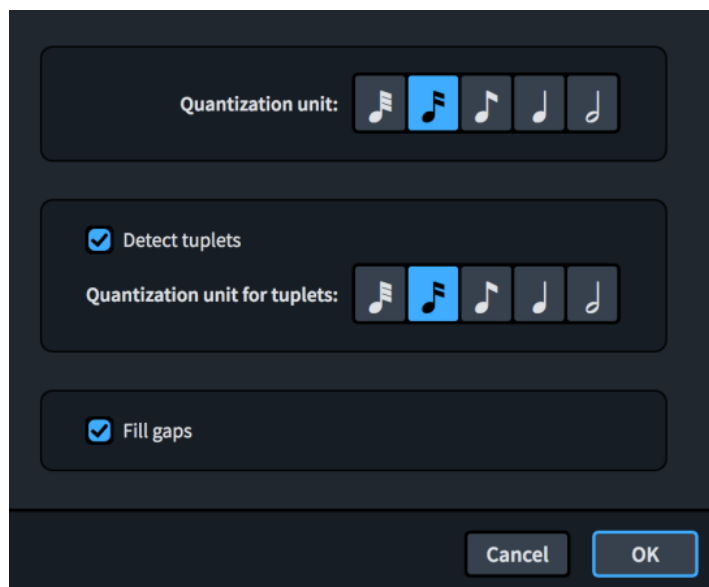 Quantization unit:
Detect tuplets
Quantization unit for tuplets:
Fill gaps
Cancel
OK